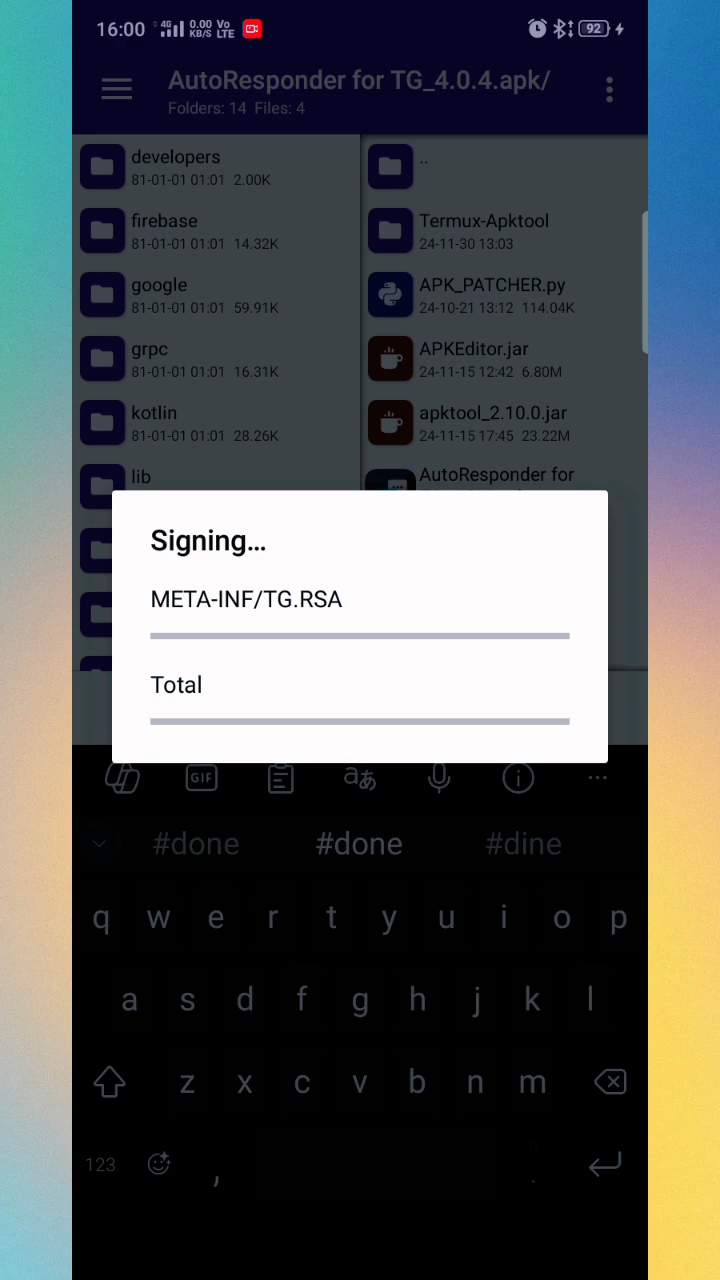 16:00 4G 0.00 KB/S Vo LTE 92
AutoResponder for TG_4.0.4.apk/
Folders: 14 Files: 4
developers
81-01-01 01:01 2.00K
firebase
81-01-01 01:01 14.32K
google
81-01-01 01:01 59.91K
grpc
81-01-01 01:01 16.31K
kotlin
81-01-01 01:01 28.26K
lib
..
Termux-Apktool
24-11-30 13:03
APK_PATCHER.py
24-10-21 13:12 114.04K
APKEditor.jar
24-11-15 12:42 6.80M
apktool_2.10.0.jar
24-11-15 17:45 23.22M
AutoResponder for
Signing...
META-INF/TG.RSA
Total
GIF aあ
#done #done #dine
q w e r t y u i o p
a s d f g h j k l
z x c v b n m
123 , .